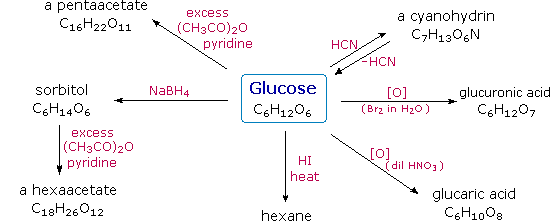 a pentaacetate
C₁₆H₂₂O₁₁
excess
(CH₃CO)₂O
pyridine
HCN
−HCN
a cyanohydrin
C₇H₁₃O₆N
sorbitol
C₆H₁₄O₆
NaBH₄
Glucose
C₆H₁₂O₆
[O]
(Br₂ in H₂O)
glucuronic acid
C₆H₁₂O₇
excess
(CH₃CO)₂O
pyridine
HI
heat
[O]
(dil HNO₃)
a hexaacetate
C₁₈H₂₆O₁₂
hexane
glucaric acid
C₆H₁₀O₈